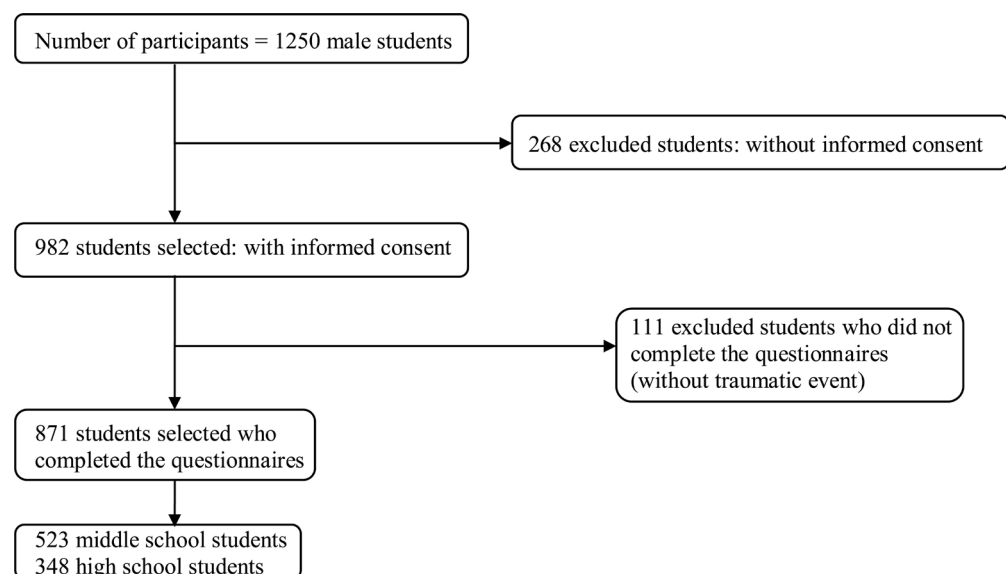 Number of participants = 1250 male students
268 excluded students: without informed consent
982 students selected: with informed consent
111 excluded students who did not
complete the questionnaires
(without traumatic event)
871 students selected who
completed the questionnaires
523 middle school students
348 high school students